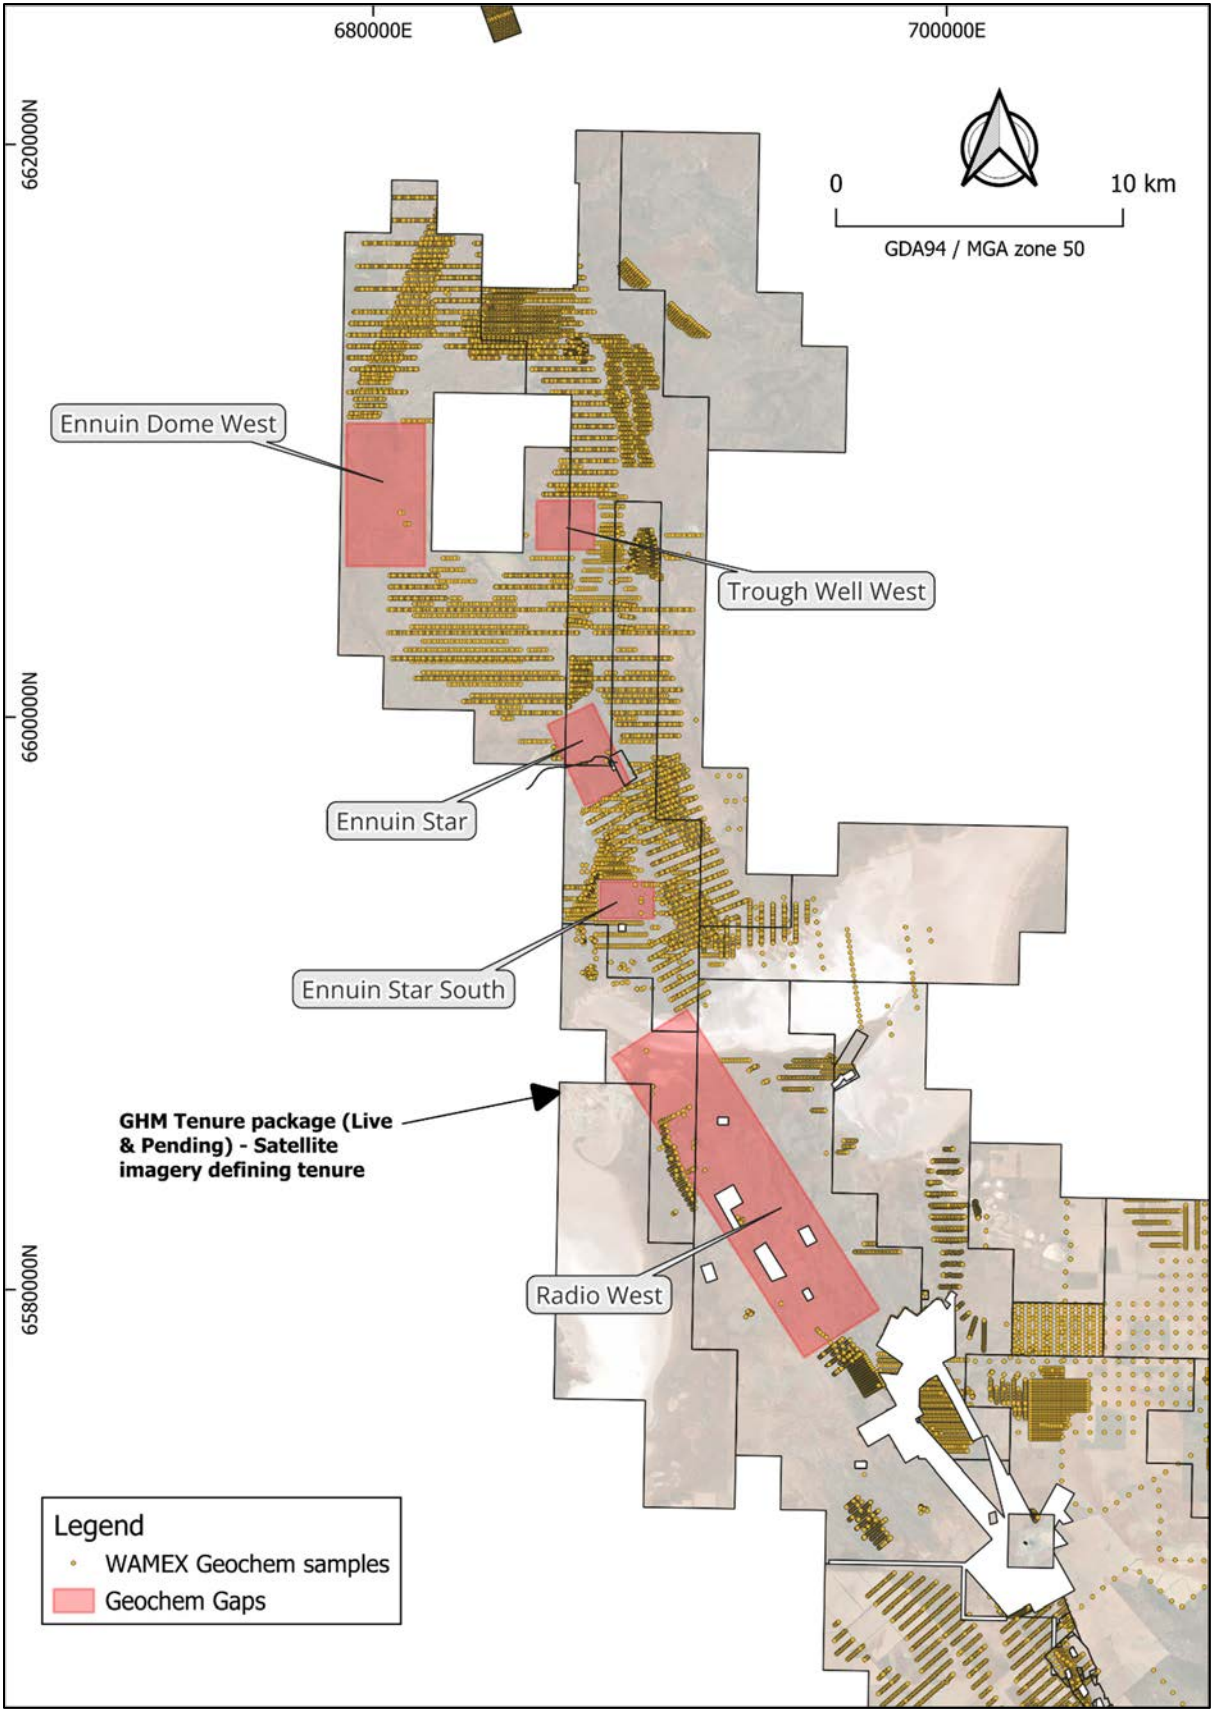 680000E
700000E
6620000N
0
10 km
GDA94 / MGA zone 50
Ennuin Dome West
Trough Well West
6600000N
Ennuin Star
Ennuin Star South
GHM Tenure package (Live
& Pending) - Satellite
imagery defining tenure
6580000N
Radio West
Legend
WAMEX Geochem samples
Geochem Gaps